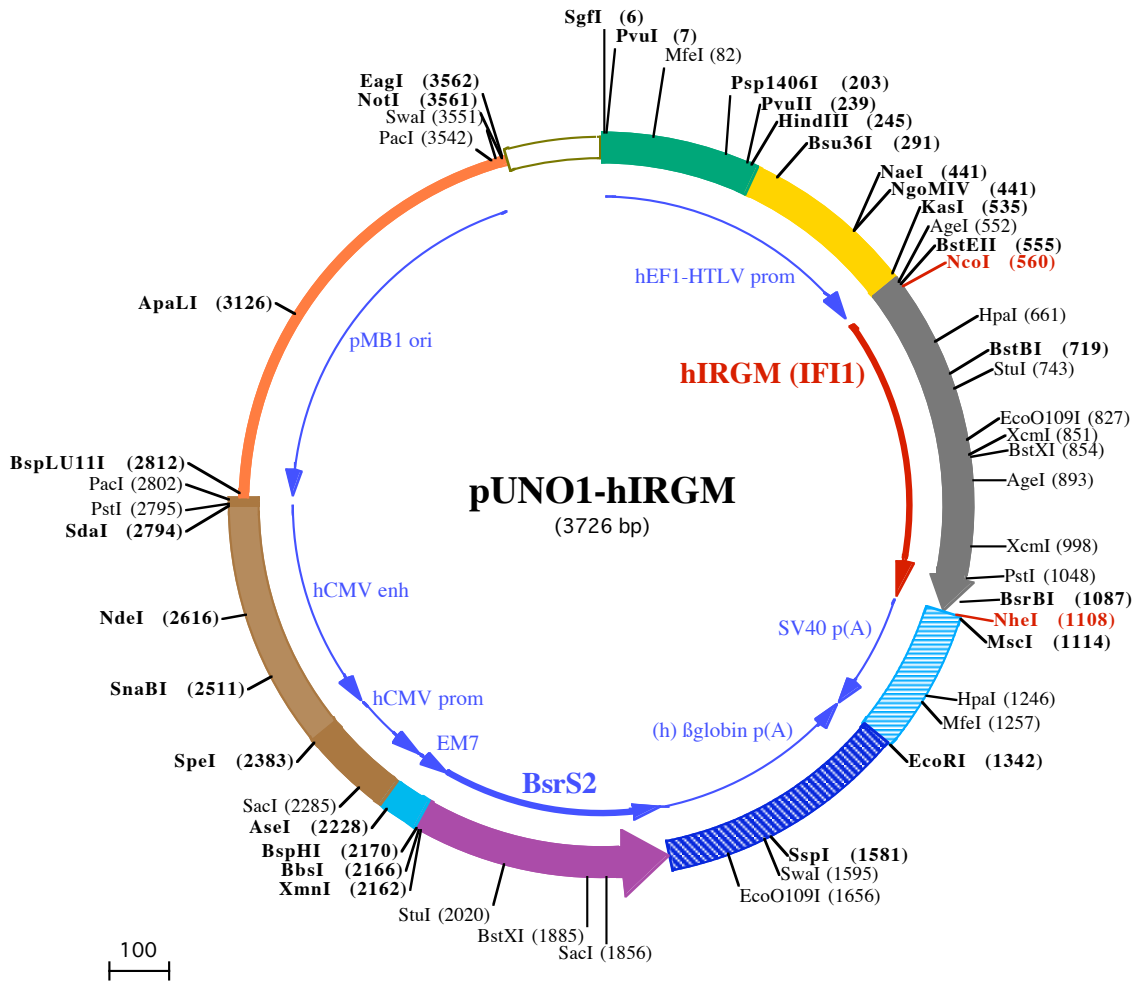 SgfI (6)
PvuI (7)
MfeI (82)
Psp1406I (203)
PvuII (239)
HindIII (245)
Bsu36I (291)
NaeI (441)
NgoMIV (441)
KasI (535)
AgeI (552)
BstEII (555)
NcoI (560)
HpaI (661)
BstBI (719)
StuI (743)
EcoO109I (827)
XcmI (851)
BstXI (854)
AgeI (893)
XcmI (998)
PstI (1048)
BsrBI (1087)
NheI (1108)
MscI (1114)
HpaI (1246)
MfeI (1257)
EcoRI (1342)
SspI (1581)
SwaI (1595)
EcoO109I (1656)
SacI (1856)
BstXI (1885)
StuI (2020)
XmnI (2162)
BbsI (2166)
BspHI (2170)
AseI (2228)
SacI (2285)
SpeI (2383)
SnaBI (2511)
NdeI (2616)
SdaI (2794)
PstI (2795)
PacI (2802)
BspLU11I (2812)
ApaLI (3126)
PacI (3542)
SwaI (3551)
NotI (3561)
EagI (3562)
hEF1-HTLV prom
hIRGM (IFI1)
SV40 p(A)
(h) ßglobin p(A)
BsrS2
EM7
hCMV prom
hCMV enh
pMB1 ori
pUNO1-hIRGM
(3726 bp)
100